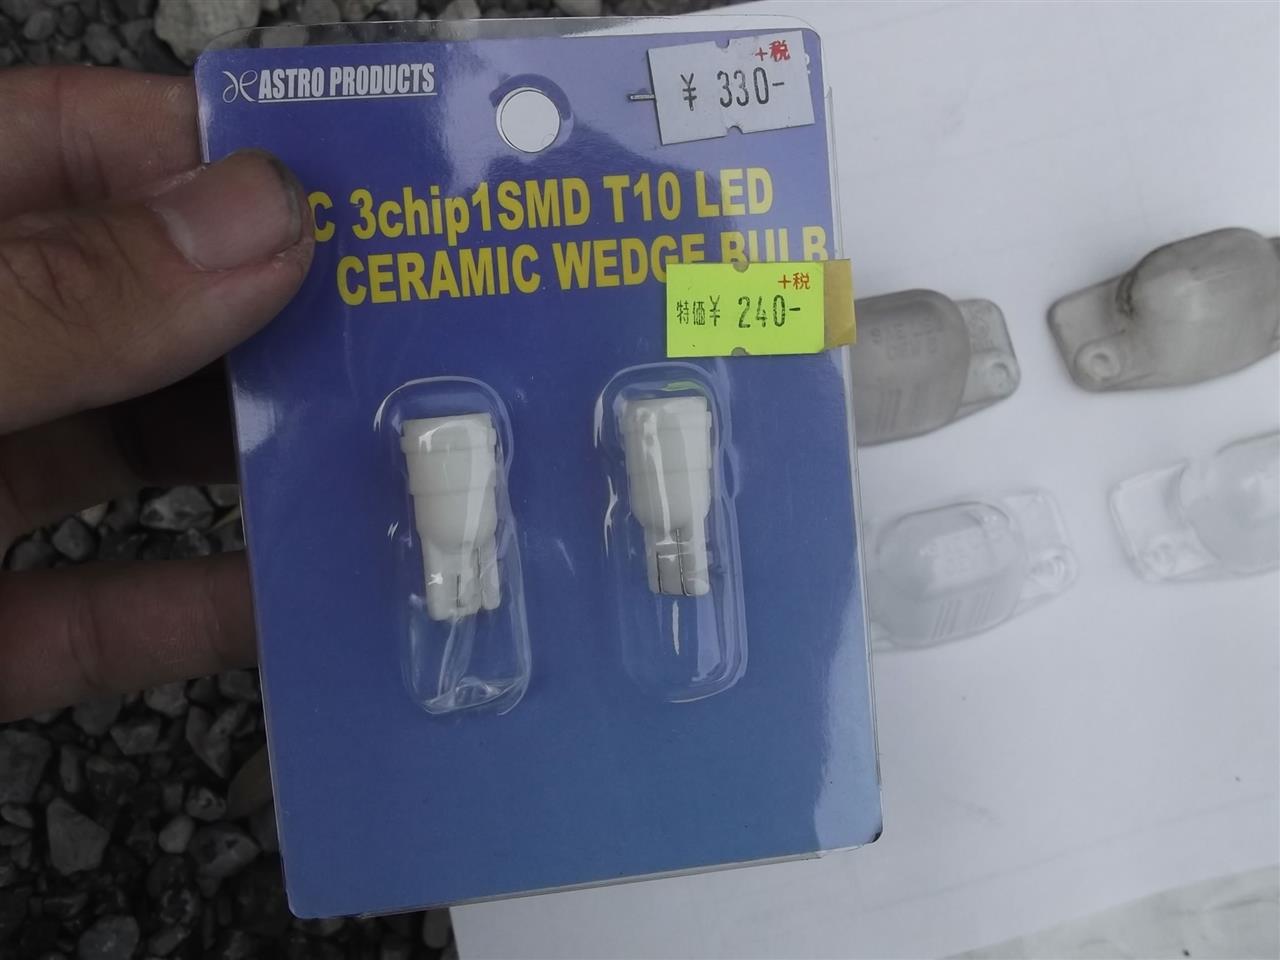 ASTRO PRODUCTS
+税
¥ 330-
C 3chip1SMD T10 LED
CERAMIC WEDGE BULB
+税
特価¥ 240-